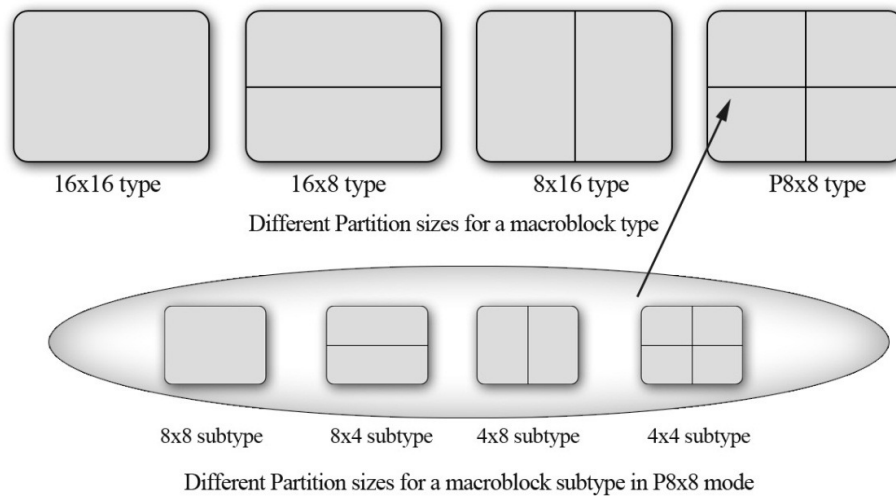 16x16 type
16x8 type
8x16 type
P8x8 type
Different Partition sizes for a macroblock type
8x8 subtype
8x4 subtype
4x8 subtype
4x4 subtype
Different Partition sizes for a macroblock subtype in P8x8 mode